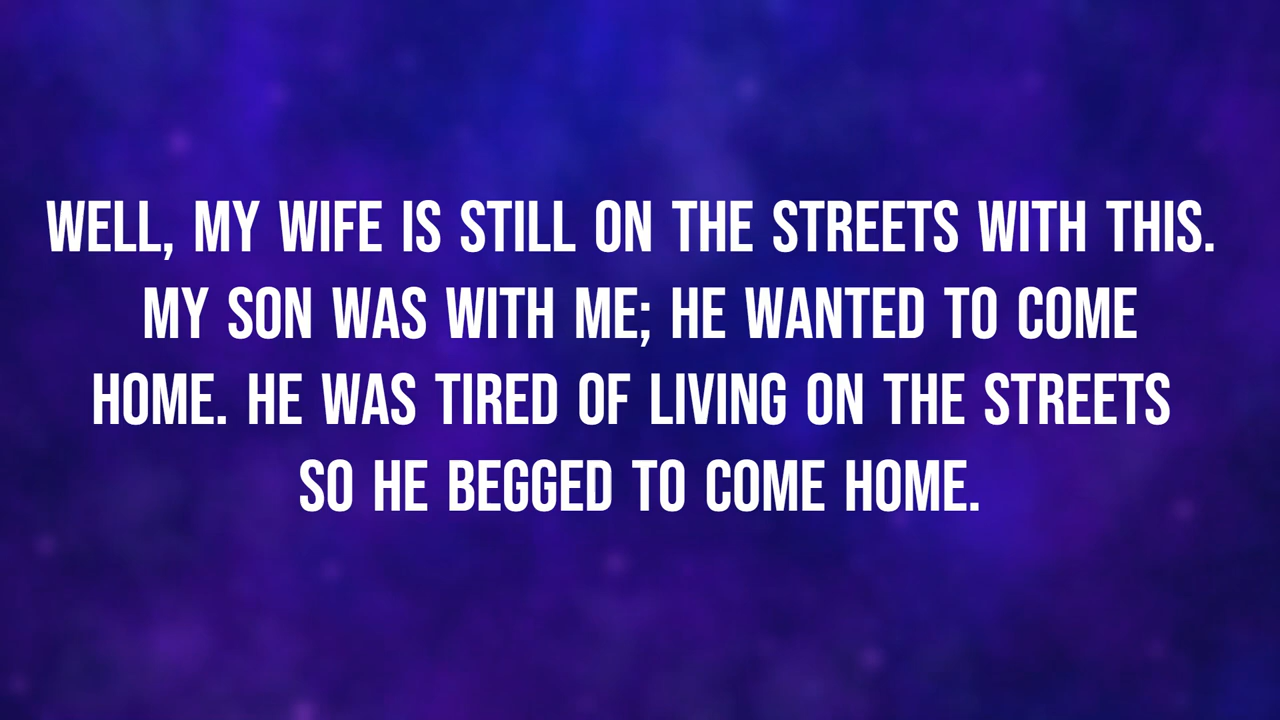 WELL, MY WIFE IS STILL ON THE STREETS WITH THIS.
MY SON WAS WITH ME; HE WANTED TO COME
HOME. HE WAS TIRED OF LIVING ON THE STREETS
SO HE BEGGED TO COME HOME.